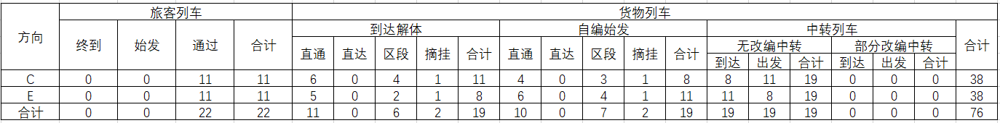 方向 旅客列车 货物列车
终到 始发 通过 合计 到达解体 自编始发 中转列车 合计
直通 直达 区段 摘挂 合计 直通 直达 区段 摘挂 合计 无改编中转 部分改编中转
到达 出发 合计 到达 出发 合计
C 0 0 11 11 6 0 4 1 11 4 0 3 1 8 8 11 19 0 0 0 38
E 0 0 11 11 5 0 2 1 8 6 0 4 1 11 11 8 19 0 0 0 38
合计 0 0 22 22 11 0 6 2 19 10 0 7 2 19 19 19 19 0 0 0 76